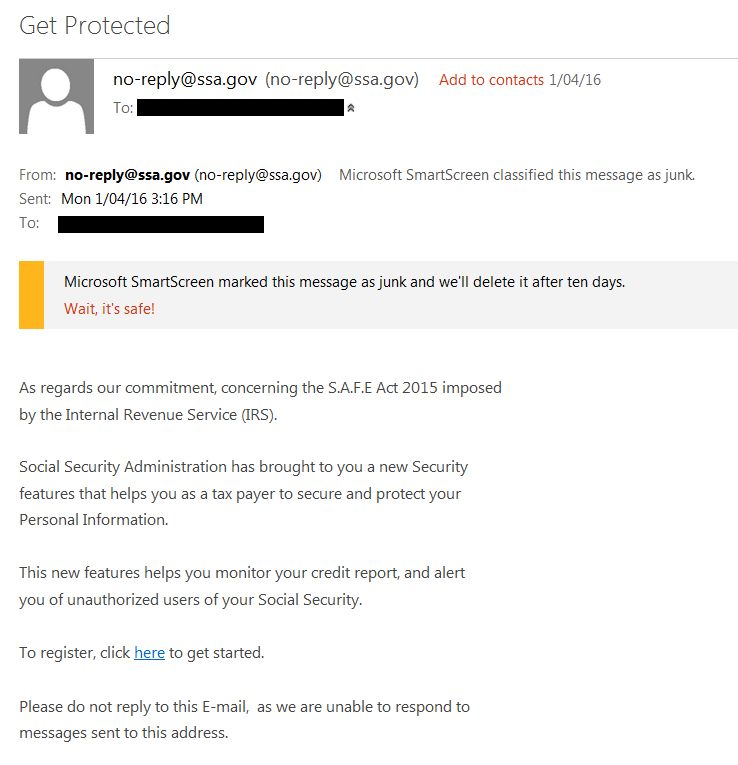 Get Protected
no-reply@ssa.gov (no-reply@ssa.gov) Add to contacts 1/04/16
To:
From: no-reply@ssa.gov (no-reply@ssa.gov) Microsoft SmartScreen classified this message as junk.
Sent: Mon 1/04/16 3:16 PM
To:
Microsoft SmartScreen marked this message as junk and we'll delete it after ten days.
Wait, it's safe!
As regards our commitment, concerning the S.A.F.E Act 2015 imposed
by the Internal Revenue Service (IRS).
Social Security Administration has brought to you a new Security
features that helps you as a tax payer to secure and protect your
Personal Information.
This new features helps you monitor your credit report, and alert
you of unauthorized users of your Social Security.
To register, click here to get started.
Please do not reply to this E-mail,  as we are unable to respond to
messages sent to this address.